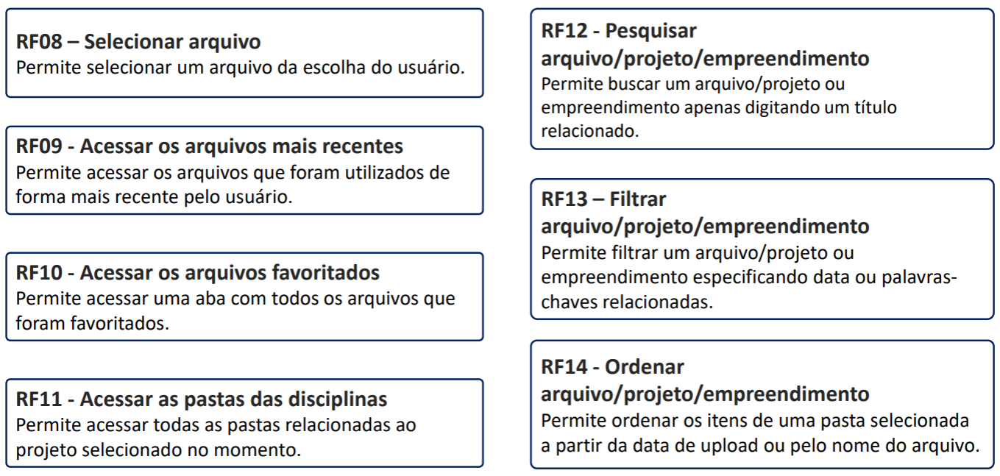 RF08 – Selecionar arquivo
Permite selecionar um arquivo da escolha do usuário.
RF09 - Acessar os arquivos mais recentes
Permite acessar os arquivos que foram utilizados de
forma mais recente pelo usuário.
RF10 - Acessar os arquivos favoritados
Permite acessar uma aba com todos os arquivos que
foram favoritados.
RF11 - Acessar as pastas das disciplinas
Permite acessar todas as pastas relacionadas ao
projeto selecionado no momento.
RF12 - Pesquisar
arquivo/projeto/empreendimento
Permite buscar um arquivo/projeto ou
empreendimento apenas digitando um título
relacionado.
RF13 – Filtrar
arquivo/projeto/empreendimento
Permite filtrar um arquivo/projeto ou
empreendimento especificando data ou palavras-
chaves relacionadas.
RF14 - Ordenar
arquivo/projeto/empreendimento
Permite ordenar os itens de uma pasta selecionada
a partir da data de upload ou pelo nome do arquivo.